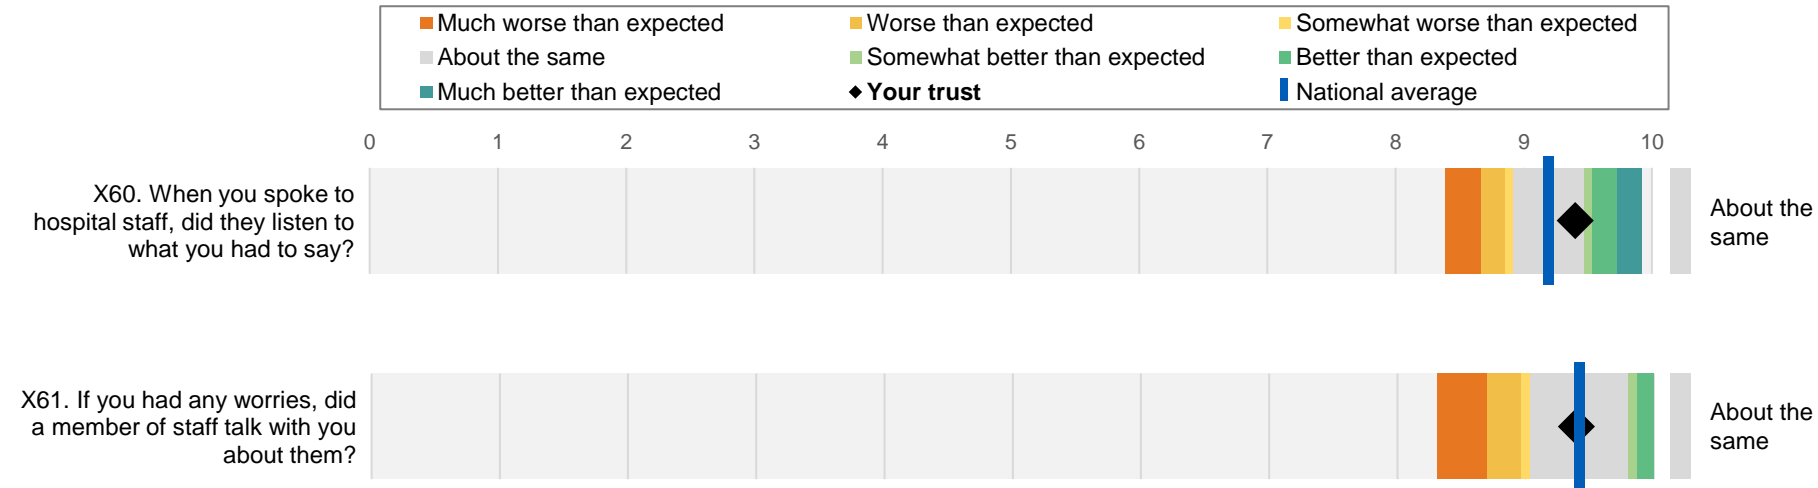 Much worse than expected
Worse than expected
Somewhat worse than expected
About the same
Somewhat better than expected
Better than expected
Much better than expected
Your trust
National average
0 1 2 3 4 5 6 7 8 9 10
X60. When you spoke to
hospital staff, did they listen to
what you had to say?
About the
same
X61. If you had any worries, did
a member of staff talk with you
about them?
About the
same